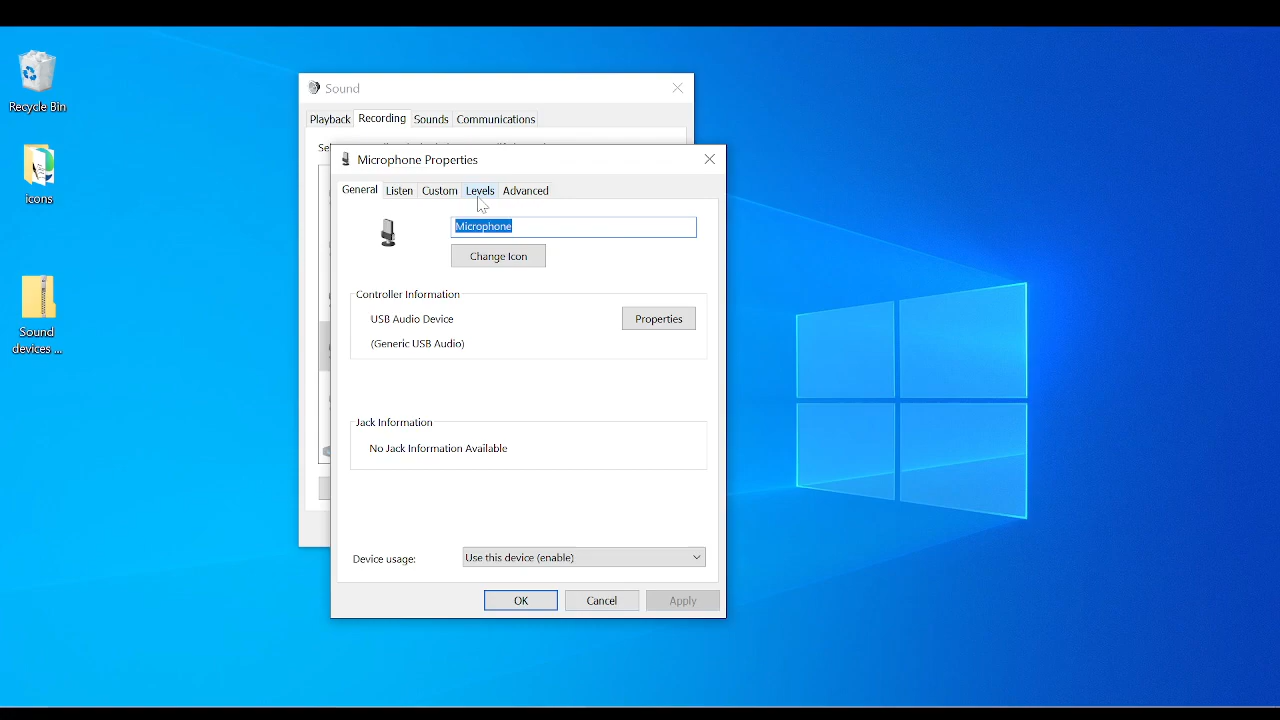 Recycle Bin
icons
Sound
devices ...
Sound
Playback
Recording
Sounds
Communications
Microphone Properties
General
Listen
Custom
Levels
Advanced
Microphone
Change Icon
Controller Information
USB Audio Device
Properties
(Generic USB Audio)
Jack Information
No Jack Information Available
Device usage:
Use this device (enable)
OK
Cancel
Apply